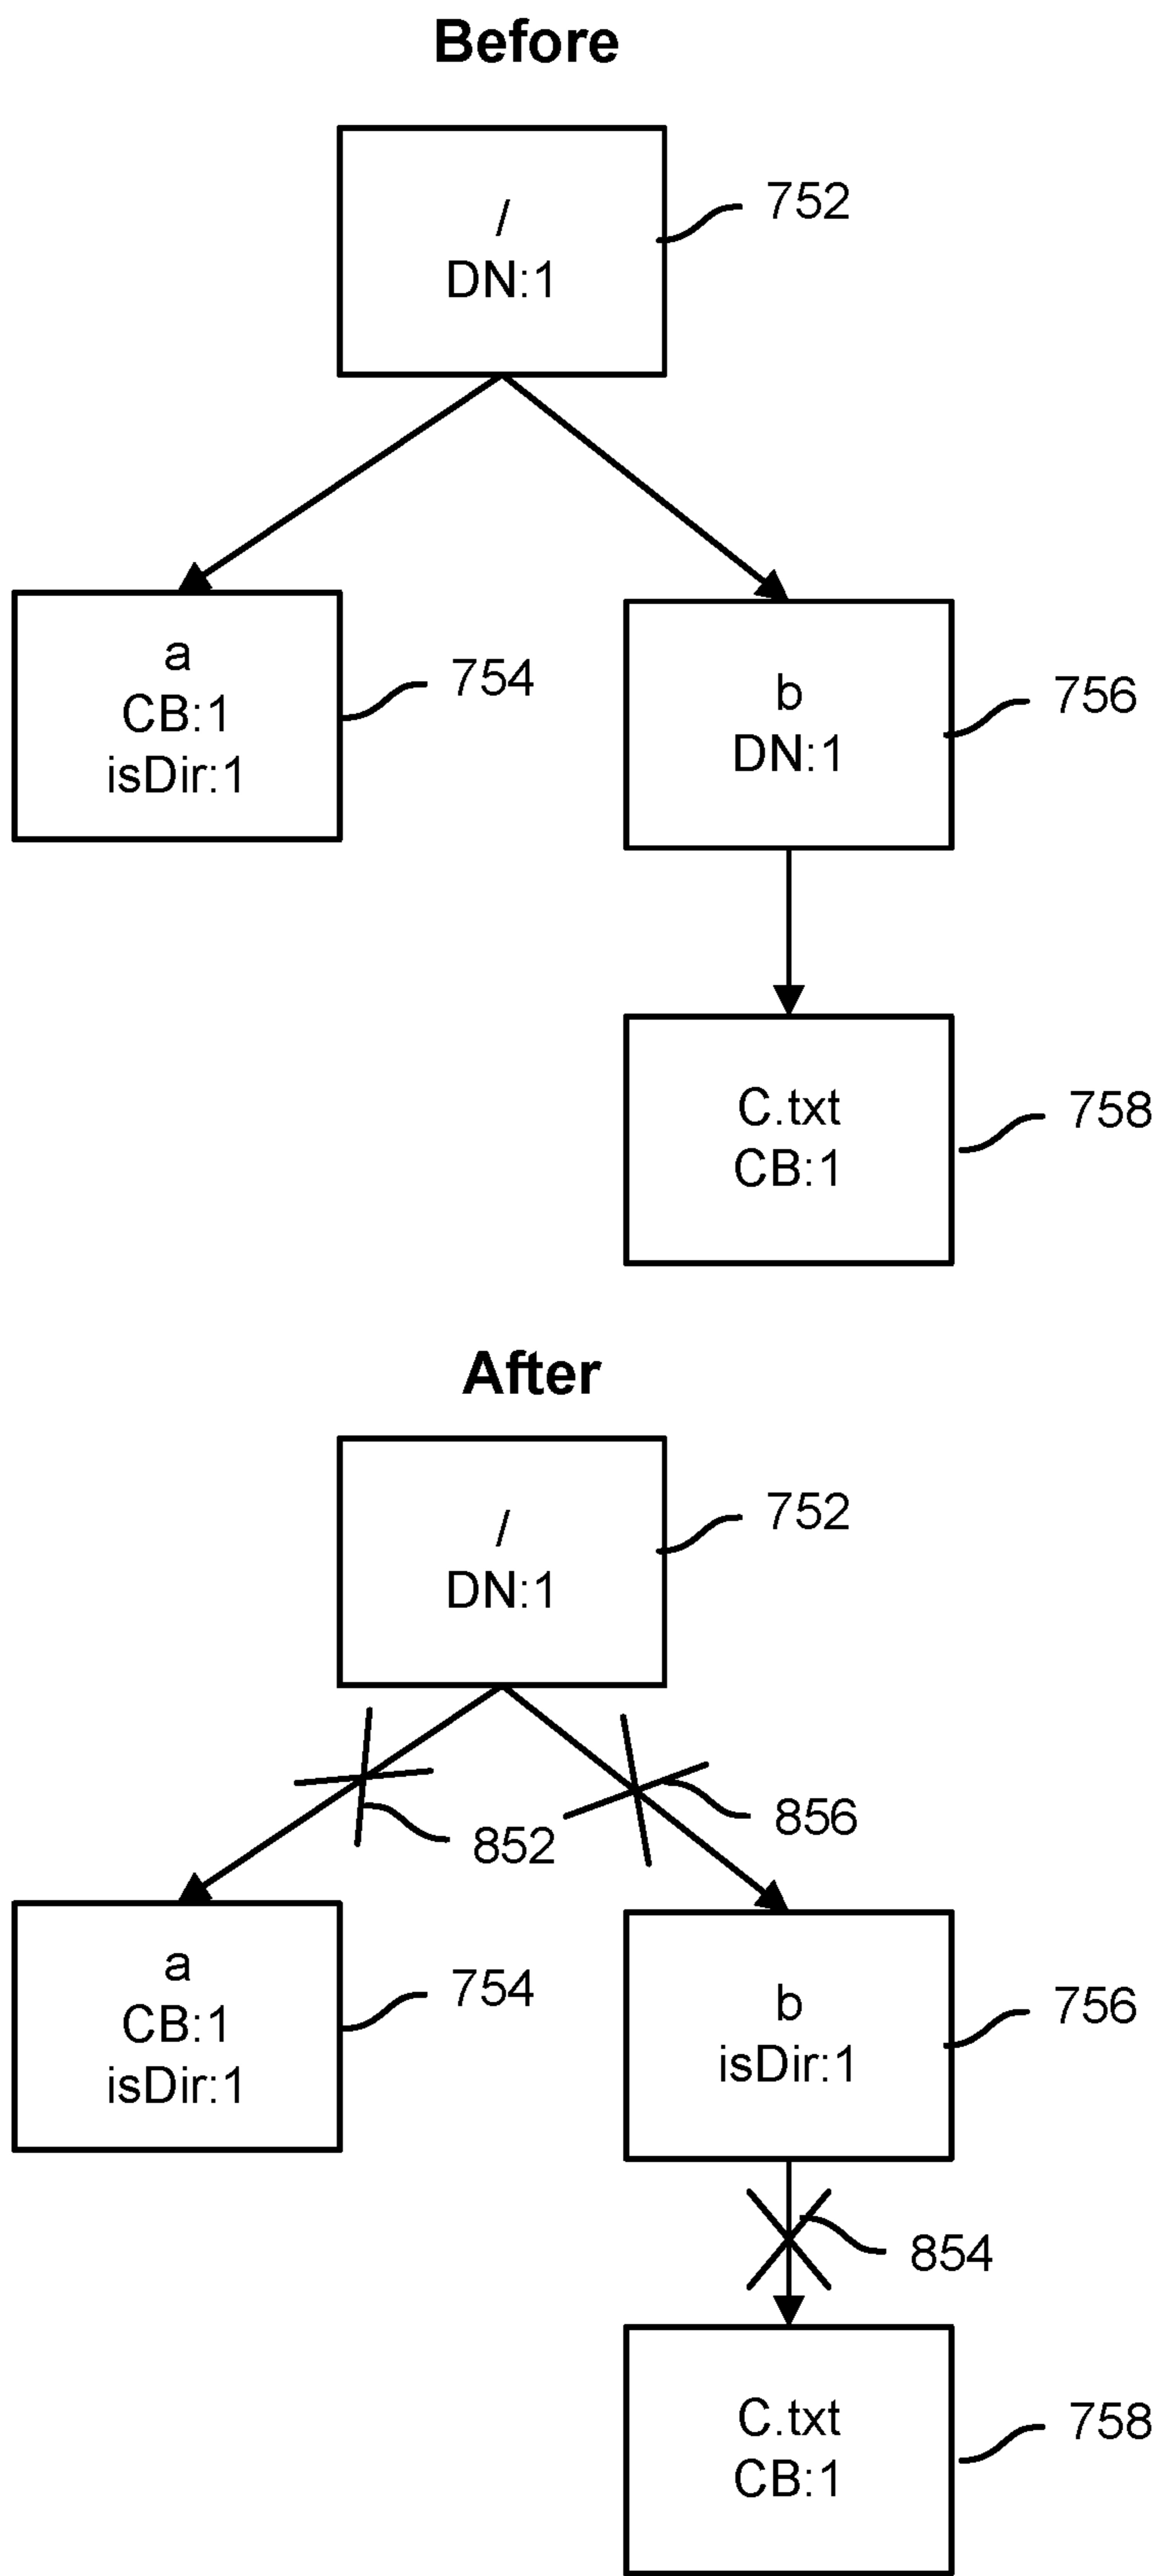 Before
/
DN:1
752
a
CB:1
isDir:1
754
b
DN:1
756
C.txt
CB:1
758
After
/
DN:1
752
852
856
a
CB:1
isDir:1
754
b
isDir:1
756
854
C.txt
CB:1
758